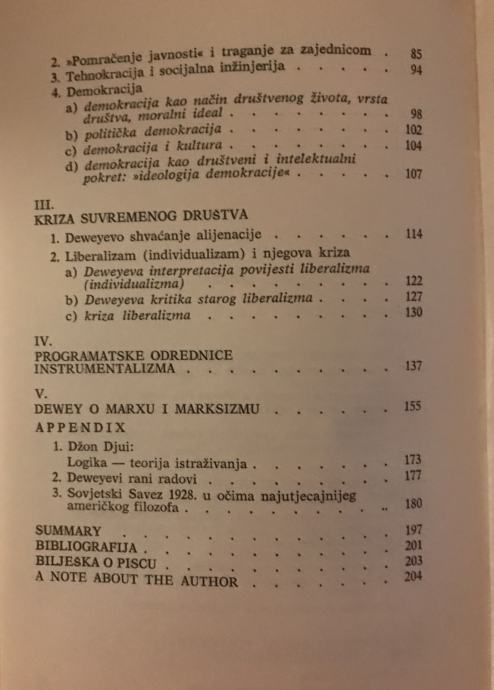 2. »Pomračenje javnosti« i traganje za zajednicom . 85
3. Tehnokracija i socijalna inžinjerija . . . . . 94
4. Demokracija
a) demokracija kao način društvenog života, vrsta
društva, moralni ideal . . . . . . . . 98
b) politička demokracija . . . . . . . . 102
c) demokracija i kultura . . . . . . . . 104
d) demokracija kao društveni i intelektualni
pokret: »ideologija demokracije« . . . . . 107
III.
KRIZA SUVREMENOG DRUSTVA
1. Deweyevo shvaćanje alijenacije . . . . . . 114
2. Liberalizam (individualizam) i njegova kriza
a) Deweyeva interpretacija povijesti liberalizma
(individualizma) . . . . . . . . 122
b) Deweyeva kritika starog liberalizma . . . . 127
c) kriza liberalizma . . . . . . . . 130
IV.
PROGRAMATSKE ODREDNICE
INSTRUMENTALIZMA . . . . . . . . . 137
V.
DEWEY O MARXU I MARKSIZMU . . . . . . 155
APPENDIX
1. Džon Djui:
Logika — teorija istraživanja . . . . . . . 173
2. Deweyevi rani radovi . . . . . . . . 177
3. Sovjetski Savez 1928. u očima najutjecajnijeg
američkog filozofa . . . . . . . . .. 180
SUMMARY . . . . . . . . . . . . 197
BIBLIOGRAFIJA . . . . . . . . . . . 201
BILJEŠKA O PISCU . . . . . . . . . . 203
A NOTE ABOUT THE AUTHOR . . . . . . . 204